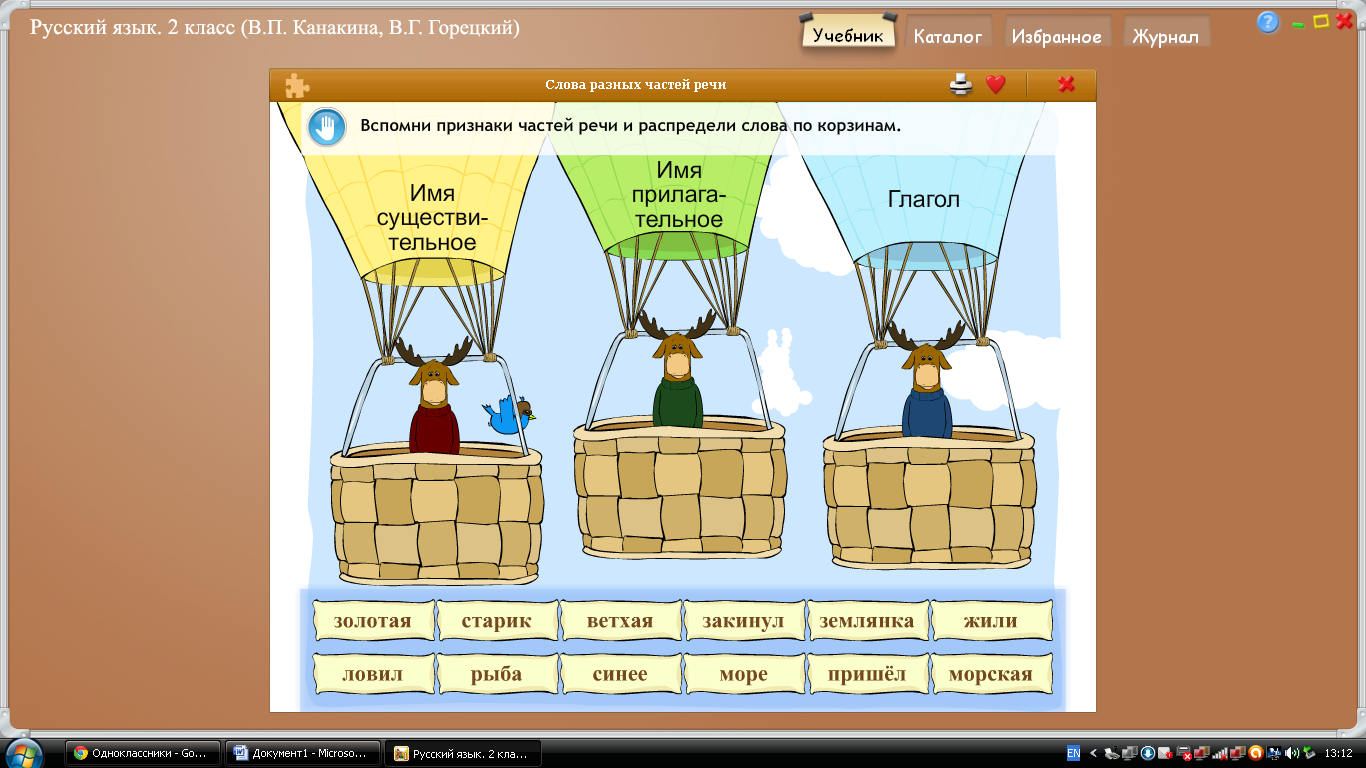 Русский язык. 2 класс (В.П. Канакина, В.Г. Горецкий)
Учебник
Каталог
Избранное
Журнал
?
Слова разных частей речи
Вспомни признаки частей речи и распредели слова по корзинам.
Имя
существи-
тельное
Имя
прилага-
тельное
Глагол
золотая
старик
ветхая
закинул
землянка
жили
ловил
рыба
синее
море
пришёл
морская
Одноклассники - Go...
Документ1 - Microso...
Русский язык. 2 кла...
EN
13:12